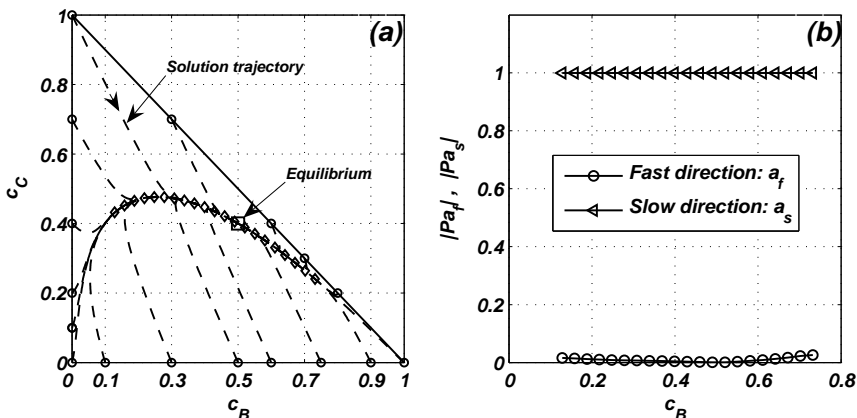 (a)
Solution trajectory
Equilibrium
1
0.8
0.6
0.4
0.2
0
0 0.1 0.3 0.5 0.7 0.9 1
c_C
c_B
(b)
Fast direction: a_f
Slow direction: a_s
1
0.8
0.6
0.4
0.2
0
0 0.2 0.4 0.6 0.8
|Pa_f| , |Pa_s|
c_B